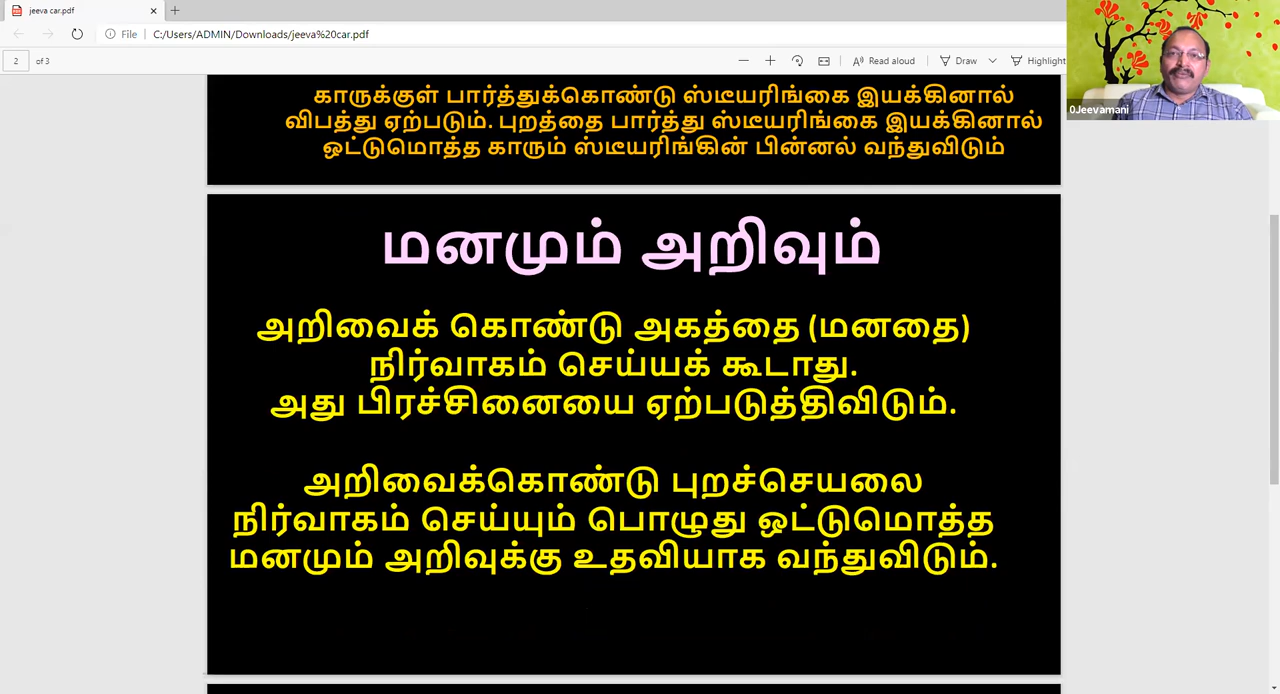 jeeva car.pdf
File C:/Users/ADMIN/Downloads/jeeva%20car.pdf
2 of 3 Read aloud Draw Highlight
0Jeevamani
காருக்குள் பார்த்துக்கொண்டு ஸ்டீயரிங்கை இயக்கினால்
விபத்து ஏற்படும். புறத்தை பார்த்து ஸ்டீயரிங்கை இயக்கினால்
ஒட்டுமொத்த காரும் ஸ்டீயரிங்கின் பின்னல் வந்துவிடும்
மனமும் அறிவும்
அறிவைக் கொண்டு அகத்தை (மனதை)
நிர்வாகம் செய்யக் கூடாது.
அது பிரச்சினையை ஏற்படுத்திவிடும்.
அறிவைக்கொண்டு புறச்செயலை
நிர்வாகம் செய்யும் பொழுது ஒட்டுமொத்த
மனமும் அறிவுக்கு உதவியாக வந்துவிடும்.